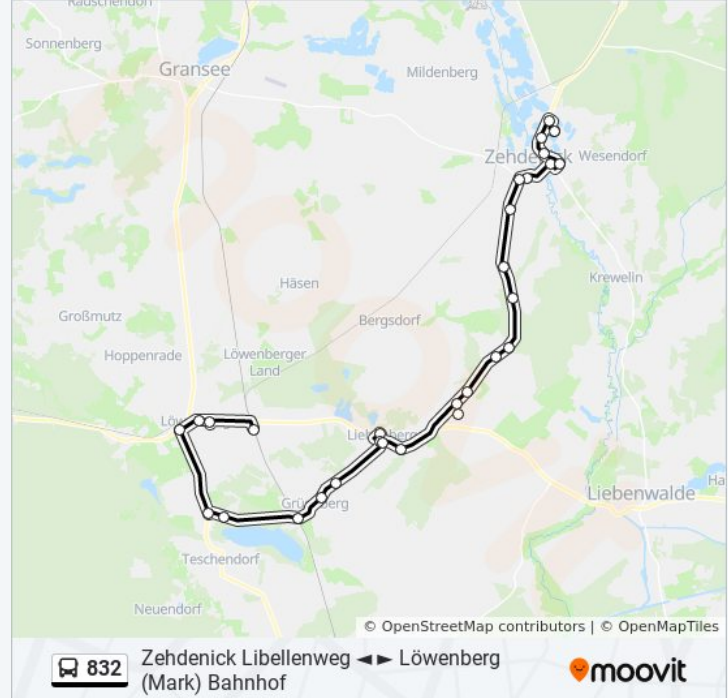 Rauschendorf
Sonnenberg
Gransee
Mildenberg
Zehdenick
Wesendorf
Krewelin
Häsen
Großmutz
Bergsdorf
Hoppenrade
Löwenberger
Land
Grüneberg
Liebenwalde
Teschendorf
Neuendorf
© OpenStreetMap contributors | © OpenMapTiles
832
Zehdenick Libellenweg ◄ ► Löwenberg
(Mark) Bahnhof
moovit